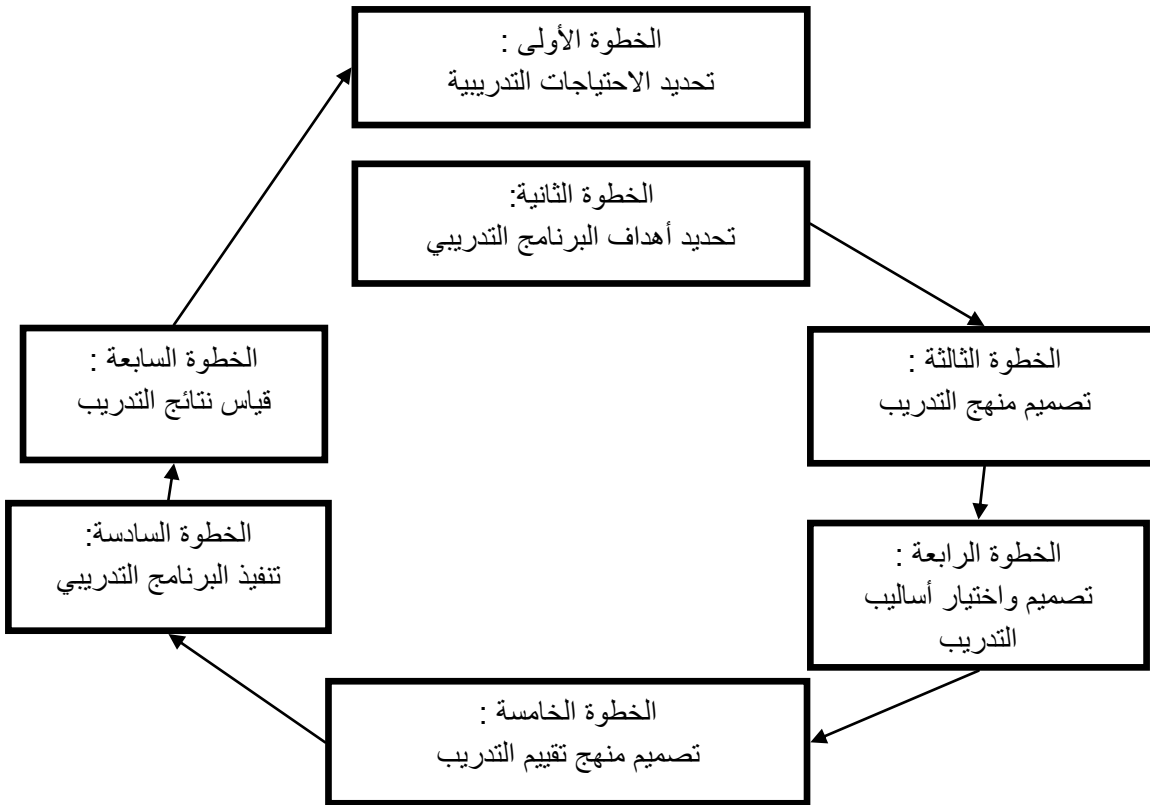 الخطوة الأولى :
تحديد الاحتياجات التدريبية
الخطوة الثانية:
تحديد أهداف البرنامج التدريبي
الخطوة الثالثة :
تصميم منهج التدريب
الخطوة الرابعة :
تصميم واختيار أساليب
التدريب
الخطوة الخامسة :
تصميم منهج تقييم التدريب
الخطوة السادسة:
تنفيذ البرنامج التدريبي
الخطوة السابعة :
قياس نتائج التدريب